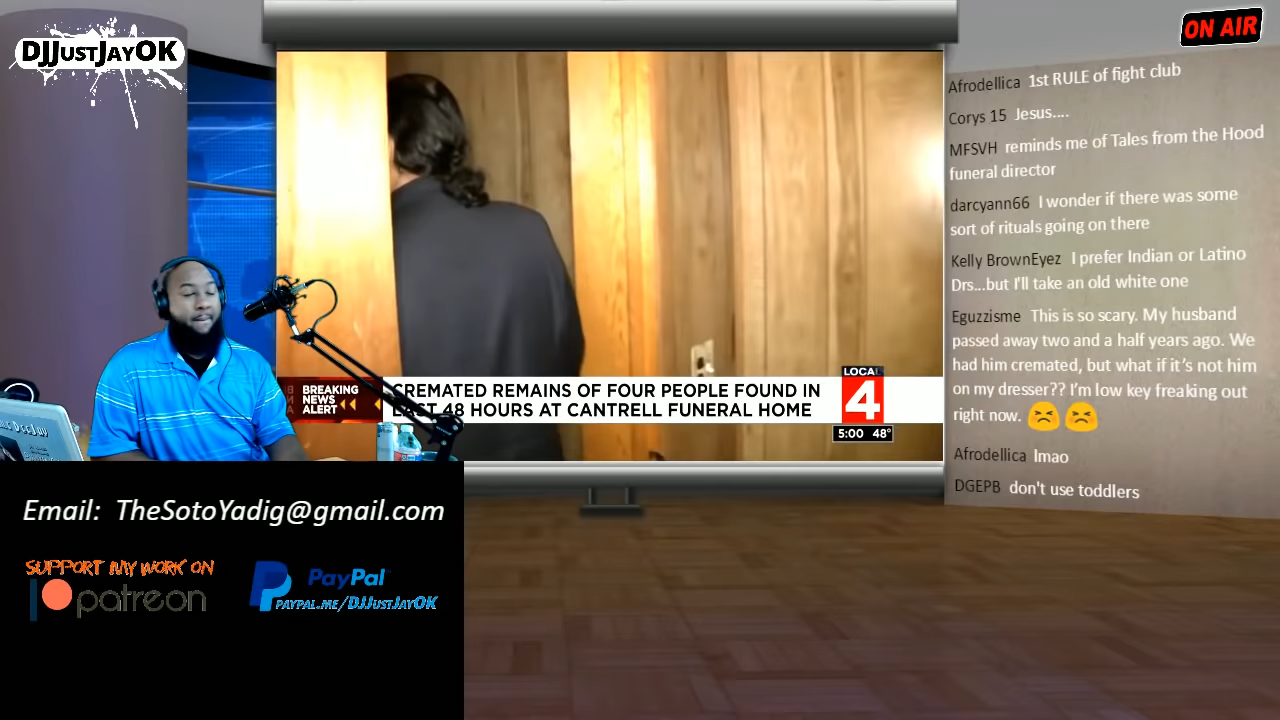 DJJUSTJAYOK
ON AIR
Afrodellica 1st RULE of fight club
Corys 15 Jesus....
MFSVH reminds me of Tales from the Hood
funeral director
darcyann66 I wonder if there was some
sort of rituals going on there
Kelly BrownEyez I prefer Indian or Latino
Drs...but I'll take an old white one
Eguzzisme This is so scary. My husband
passed away two and a half years ago. We
had him cremated, but what if it's not him
on my dresser?? I'm low key freaking out
right now.
Afrodellica lmao
DGEPB don't use toddlers
BREAKING
NEWS
ALERT
CREMATED REMAINS OF FOUR PEOPLE FOUND IN
LAST 48 HOURS AT CANTRELL FUNERAL HOME
LOCAL
4
5:00 48°
Email: TheSotoYadig@gmail.com
SUPPORT MY WORK ON
patreon
PayPal
PAYPAL.ME/DJJUSTJAYOK